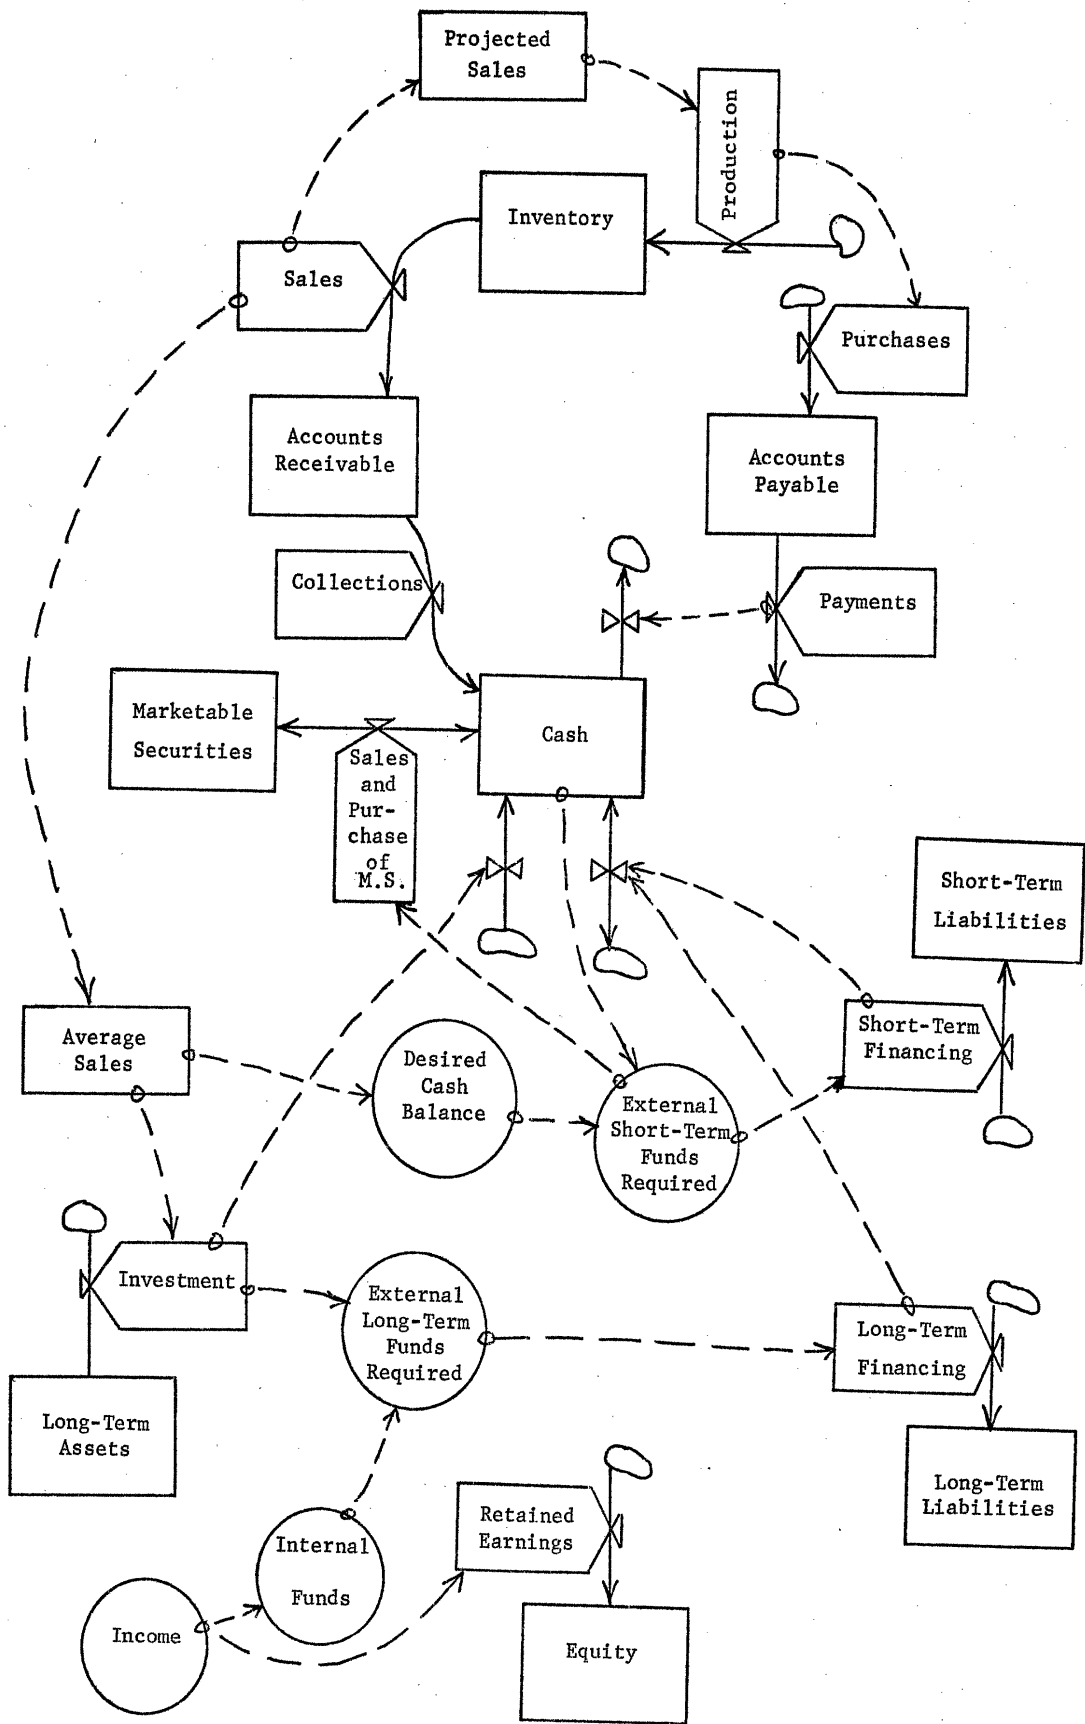 Projected
Sales
Production
Inventory
Sales
Purchases
Accounts
Receivable
Accounts
Payable
Collections
Payments
Marketable
Securities
Cash
Sales
and
Pur-
chase
of
M.S.
Short-Term
Liabilities
Average
Sales
Desired
Cash
Balance
External
Short-Term
Funds
Required
Short-Term
Financing
Investment
External
Long-Term
Funds
Required
Long-Term
Financing
Long-Term
Assets
Long-Term
Liabilities
Retained
Earnings
Internal
Funds
Income
Equity